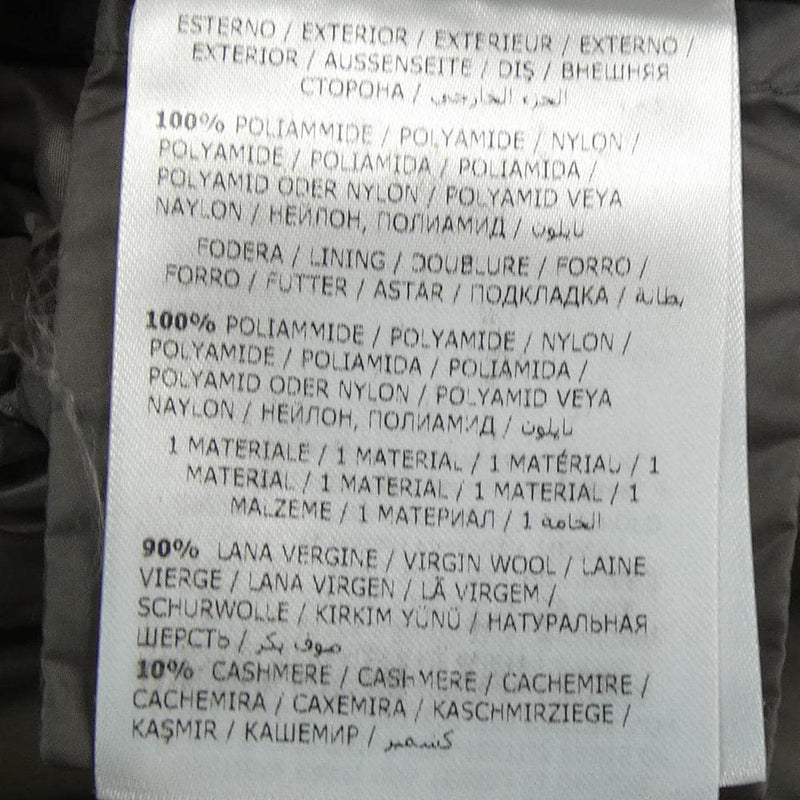 ESTERNO / EXTERIOR / EXTERIEUR / EXTERNO /
EXTERIOR / AUSSENSEITE / DIŞ / ВНЕШНЯЯ
СТОРОНА / الجزء الخارجي
100% POLIAMMIDE / POLYAMIDE / NYLON /
POLYAMIDE / POLIAMIDA / POLIAMIDA /
POLYAMID ODER NYLON / POLYAMID VEYA
NAYLON / НЕЙЛОН, ПОЛИАМИД / نايلون
FODERA / LINING / DOUBLURE / FORRO /
FORRO / FUTTER / ASTAR / ПОДКЛАДКА / بطانة
100% POLIAMMIDE / POLYAMIDE / NYLON /
POLYAMIDE / POLIAMIDA / POLIAMIDA /
POLYAMID ODER NYLON / POLYAMID VEYA
NAYLON / НЕЙЛОН, ПОЛИАМИД / نايلون
1 MATERIALE / 1 MATERIAL / 1 MATÉRIAU / 1
MATERIAL / 1 MATERIAL / 1 MATERIAL / 1
MALZEME / 1 МАТЕРИАЛ / 1 الخامة
90% LANA VERGINE / VIRGIN WOOL / LAINE
VIERGE / LANA VIRGEN / LÃ VIRGEM /
SCHURWOLLE / KIRKIM YÜNÜ / НАТУРАЛЬНАЯ
ШЕРСТЬ / صوف بكر
10% CASHMERE / CASHMERE / CACHEMIRE /
CACHEMIRA / CAXEMIRA / KASCHMIRZIEGE /
KAŞMIR / КАШЕМИР / كشمير